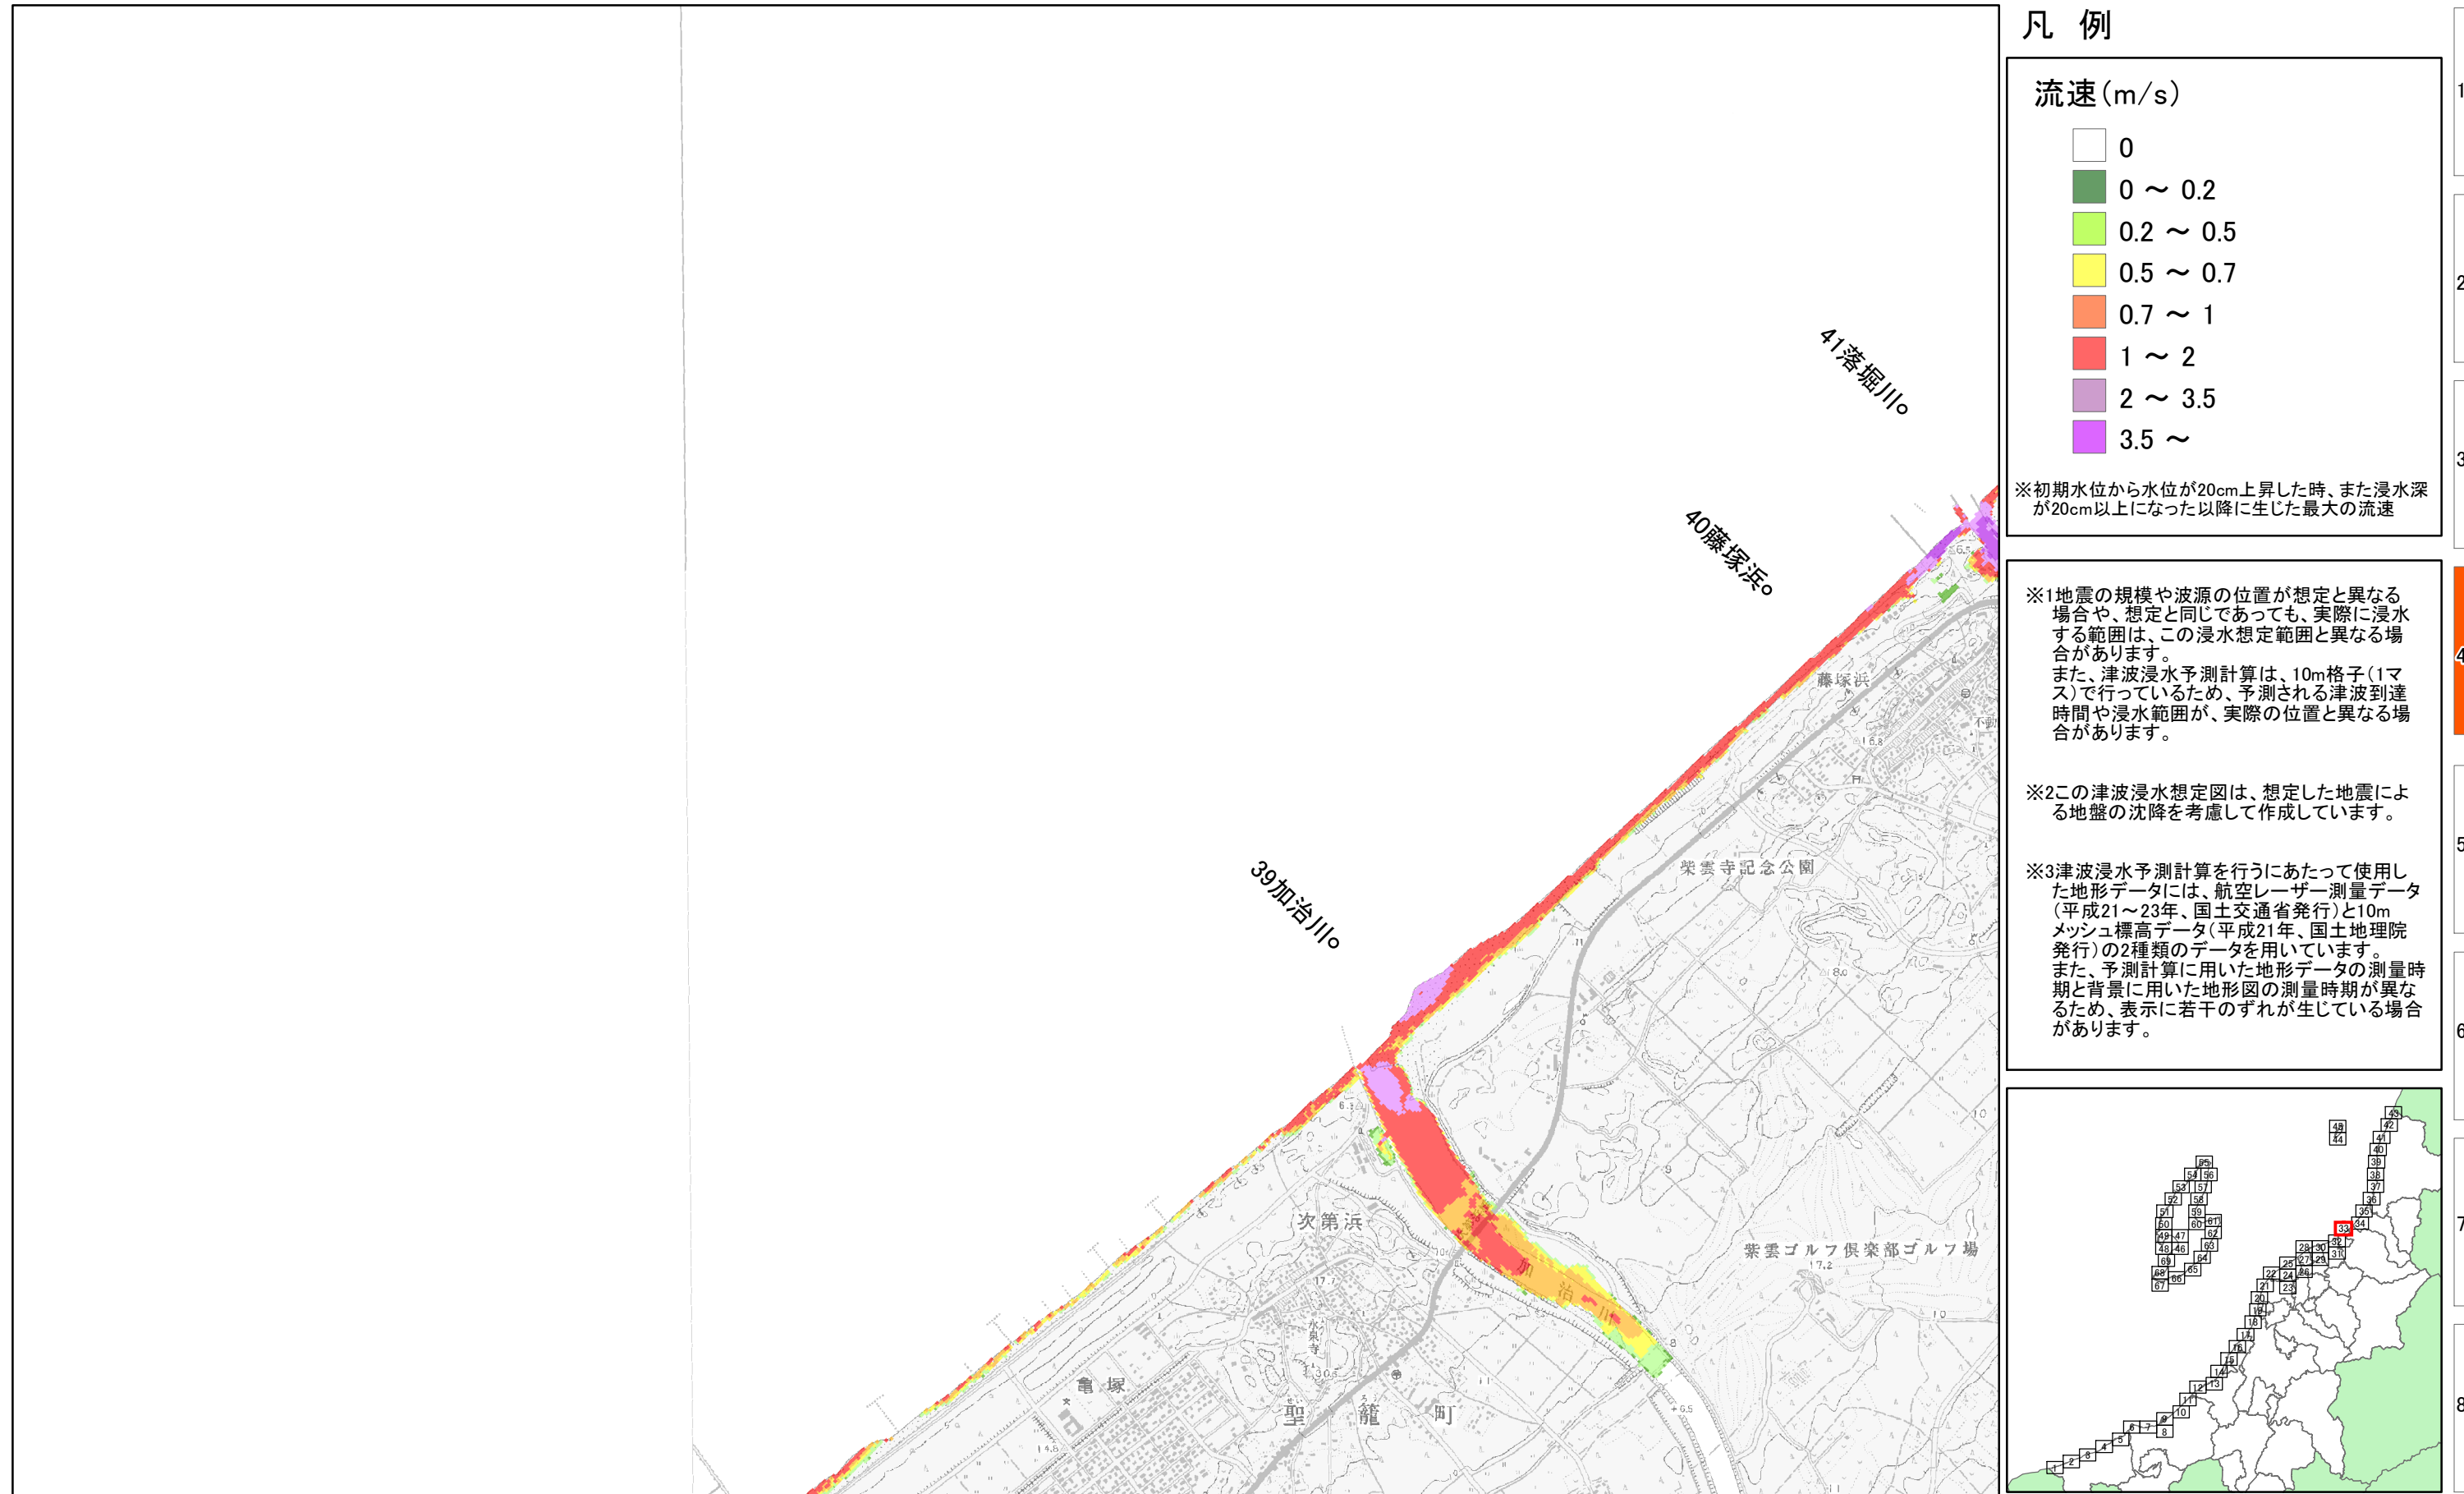 凡 例
流速(m/s)
0
0 ～ 0.2
0.2 ～ 0.5
0.5 ～ 0.7
0.7 ～ 1
1 ～ 2
2 ～ 3.5
3.5 ～
※初期水位から水位が20cm上昇した時、また浸水深
が20cm以上になった以降に生じた最大の流速
※1地震の規模や波源の位置が想定と異なる
場合や、想定と同じであっても、実際に浸水
する範囲は、この浸水想定範囲と異なる場
合があります。
また、津波浸水予測計算は、10m格子(1マ
ス)で行っているため、予測される津波到達
時間や浸水範囲が、実際の位置と異なる場
合があります。
※2この津波浸水想定図は、想定した地震によ
る地盤の沈降を考慮して作成しています。
※3津波浸水予測計算を行うにあたって使用し
た地形データには、航空レーザー測量データ
(平成21～23年、国土交通省発行)と10m
メッシュ標高データ(平成21年、国土地理院
発行)の2種類のデータを用いています。
また、予測計算に用いた地形データの測量時
期と背景に用いた地形図の測量時期が異な
るため、表示に若干のずれが生じている場合
があります。
41落堀川
40藤塚浜
39加治川
藤塚浜
紫雲寺記念公園
次第浜
紫雲ゴルフ倶楽部ゴルフ場
17.2
加治川
亀塚
聖籠町
1
2
3
4
5
6
7
8